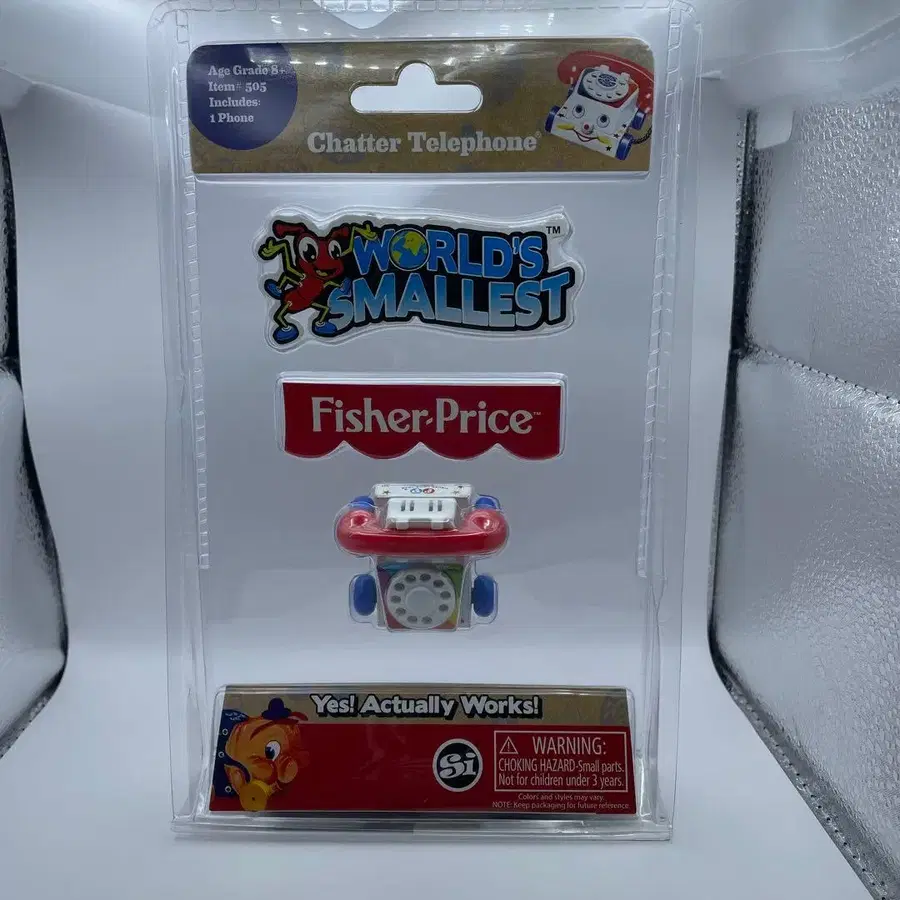 Age Grade 8+
Item# 505
Includes:
1 Phone
Chatter Telephone®
WORLD'S™
SMALLEST
Fisher-Price™
Yes! Actually Works!
Si
WARNING:
CHOKING HAZARD-Small parts.
Not for children under 3 years.
Colors and styles may vary.
NOTE: Keep packaging for future reference.